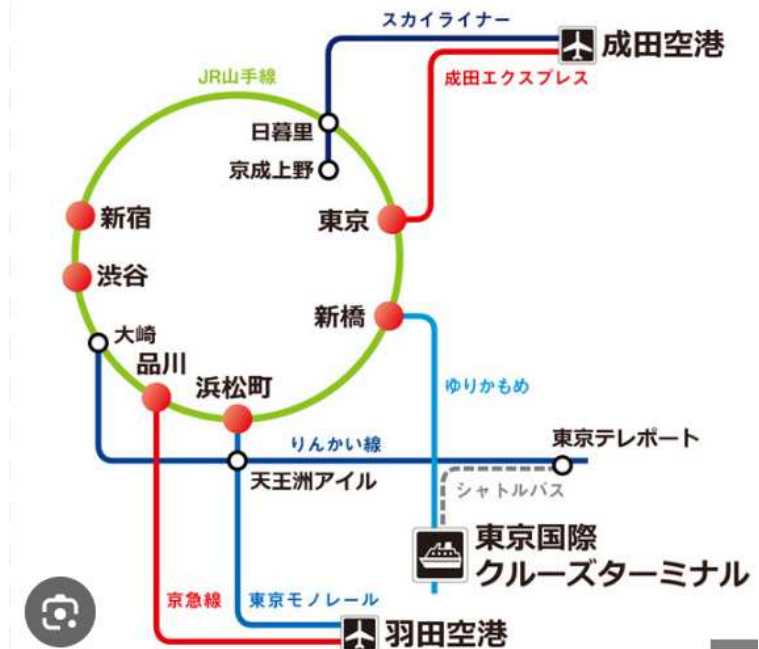 スカイライナー
成田空港
JR山手線
成田エクスプレス
日暮里
京成上野
新宿
東京
渋谷
新橋
大崎
品川
浜松町
ゆりかもめ
りんかい線
東京テレポート
天王洲アイル
シャトルバス
東京国際
クルーズターミナル
京急線
東京モノレール
羽田空港